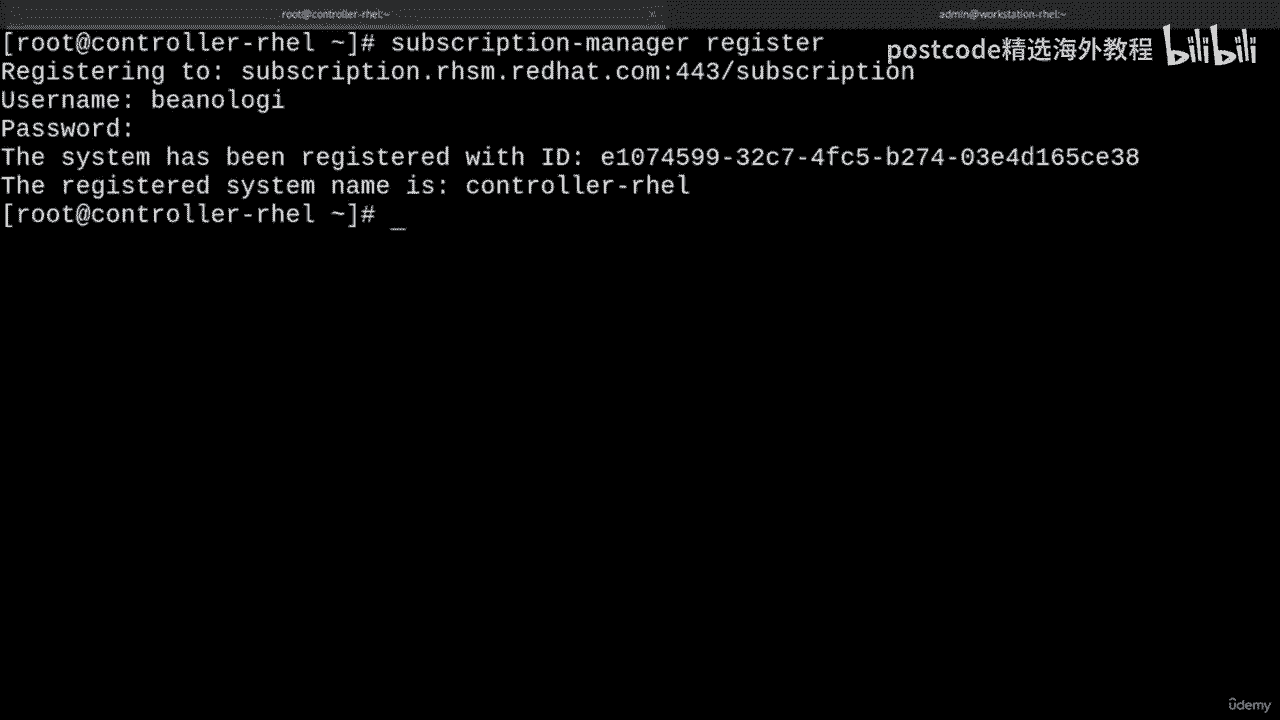 root@controller-rhel:~
admin@workstation-rhel:~
[root@controller-rhel ~]# subscription-manager register
postcode精选海外教程 bilibili
Registering to: subscription.rhsm.redhat.com:443/subscription
Username: beanologi
Password:
The system has been registered with ID: e1074599-32c7-4fc5-b274-03e4d165ce38
The registered system name is: controller-rhel
[root@controller-rhel ~]# _
ûdemy